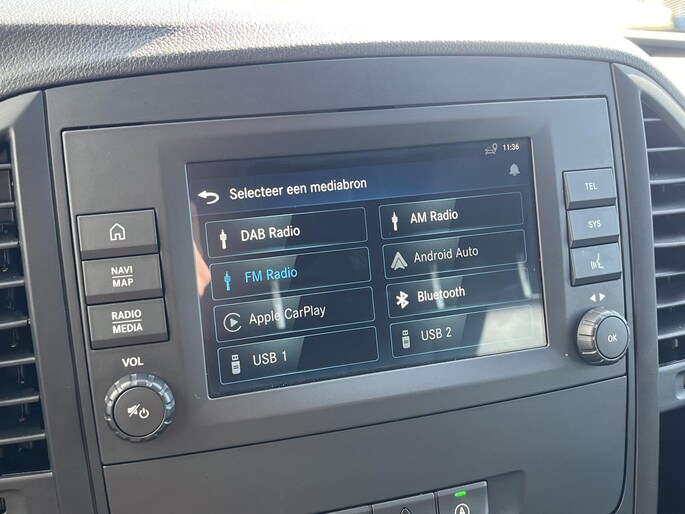 11:36
Selecteer een mediabron
DAB Radio
AM Radio
FM Radio
Android Auto
Apple CarPlay
Bluetooth
USB 1
USB 2
NAVI
MAP
RADIO
MEDIA
VOL
TEL
SYS
OK
A